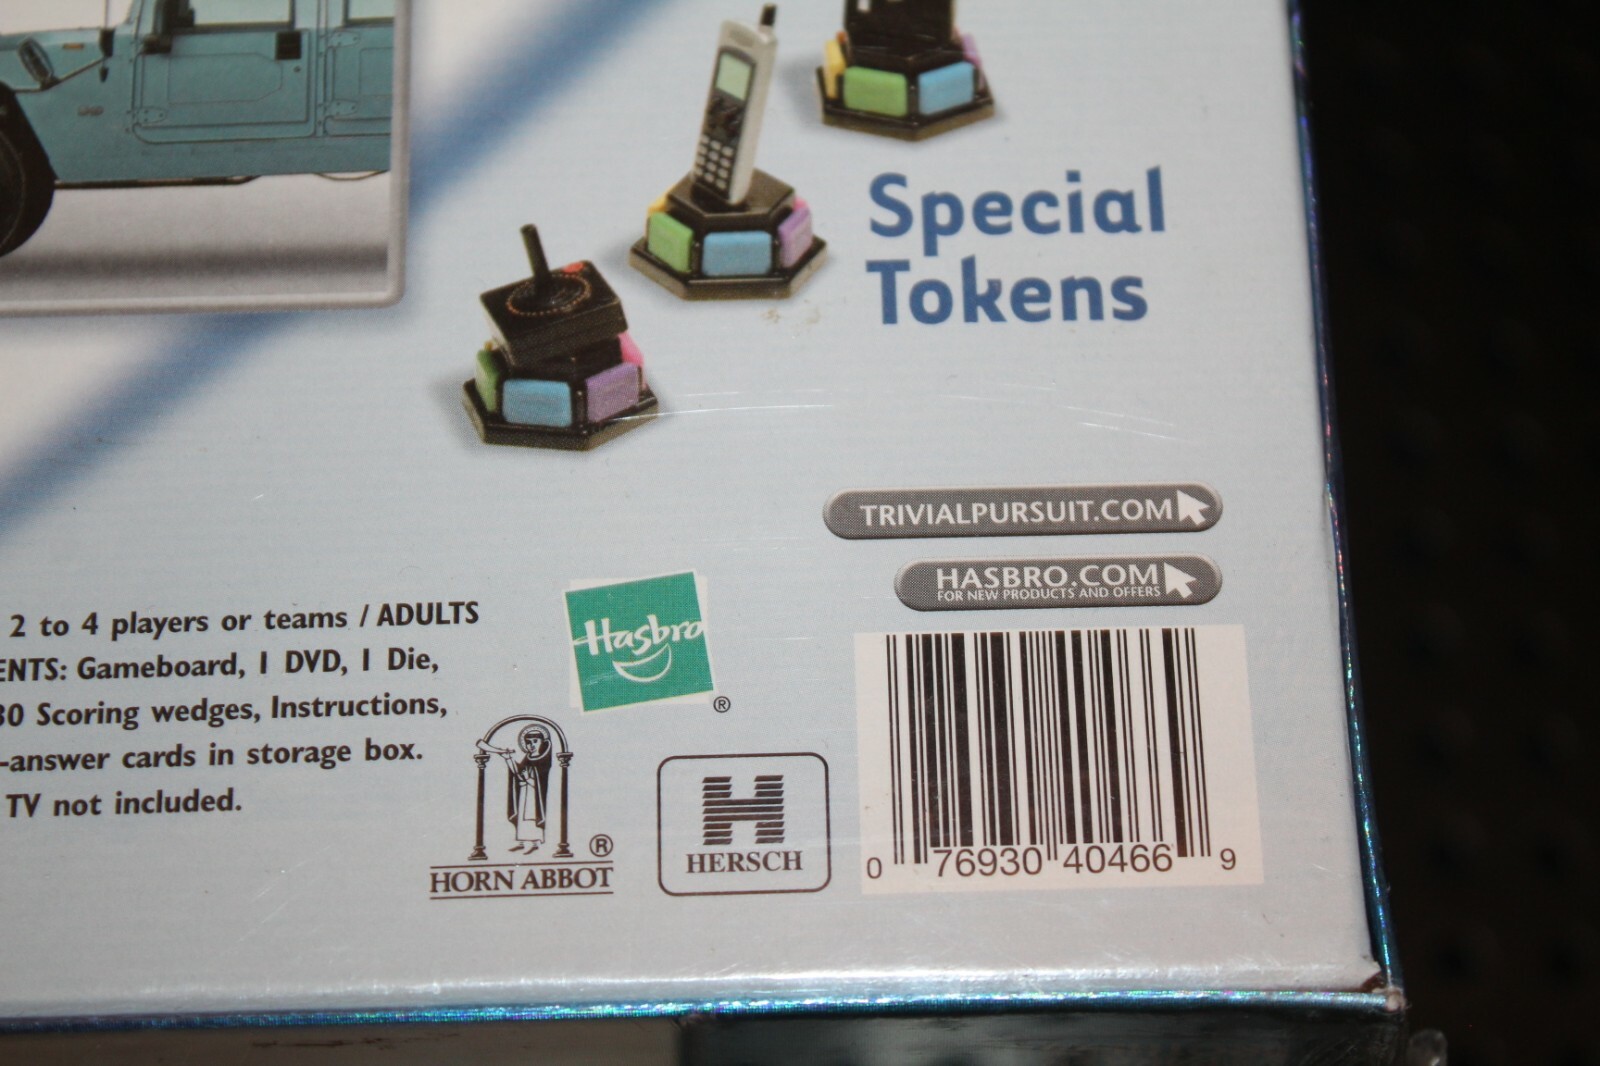 Special
Tokens
TRIVIALPURSUIT.COM
HASBRO.COM
FOR NEW PRODUCTS AND OFFERS
2 to 4 players or teams / ADULTS
ENTS: Gameboard, 1 DVD, 1 Die,
30 Scoring wedges, Instructions,
-answer cards in storage box.
TV not included.
Hasbro
®
®
HORN ABBOT
H
HERSCH
0 76930 40466 9